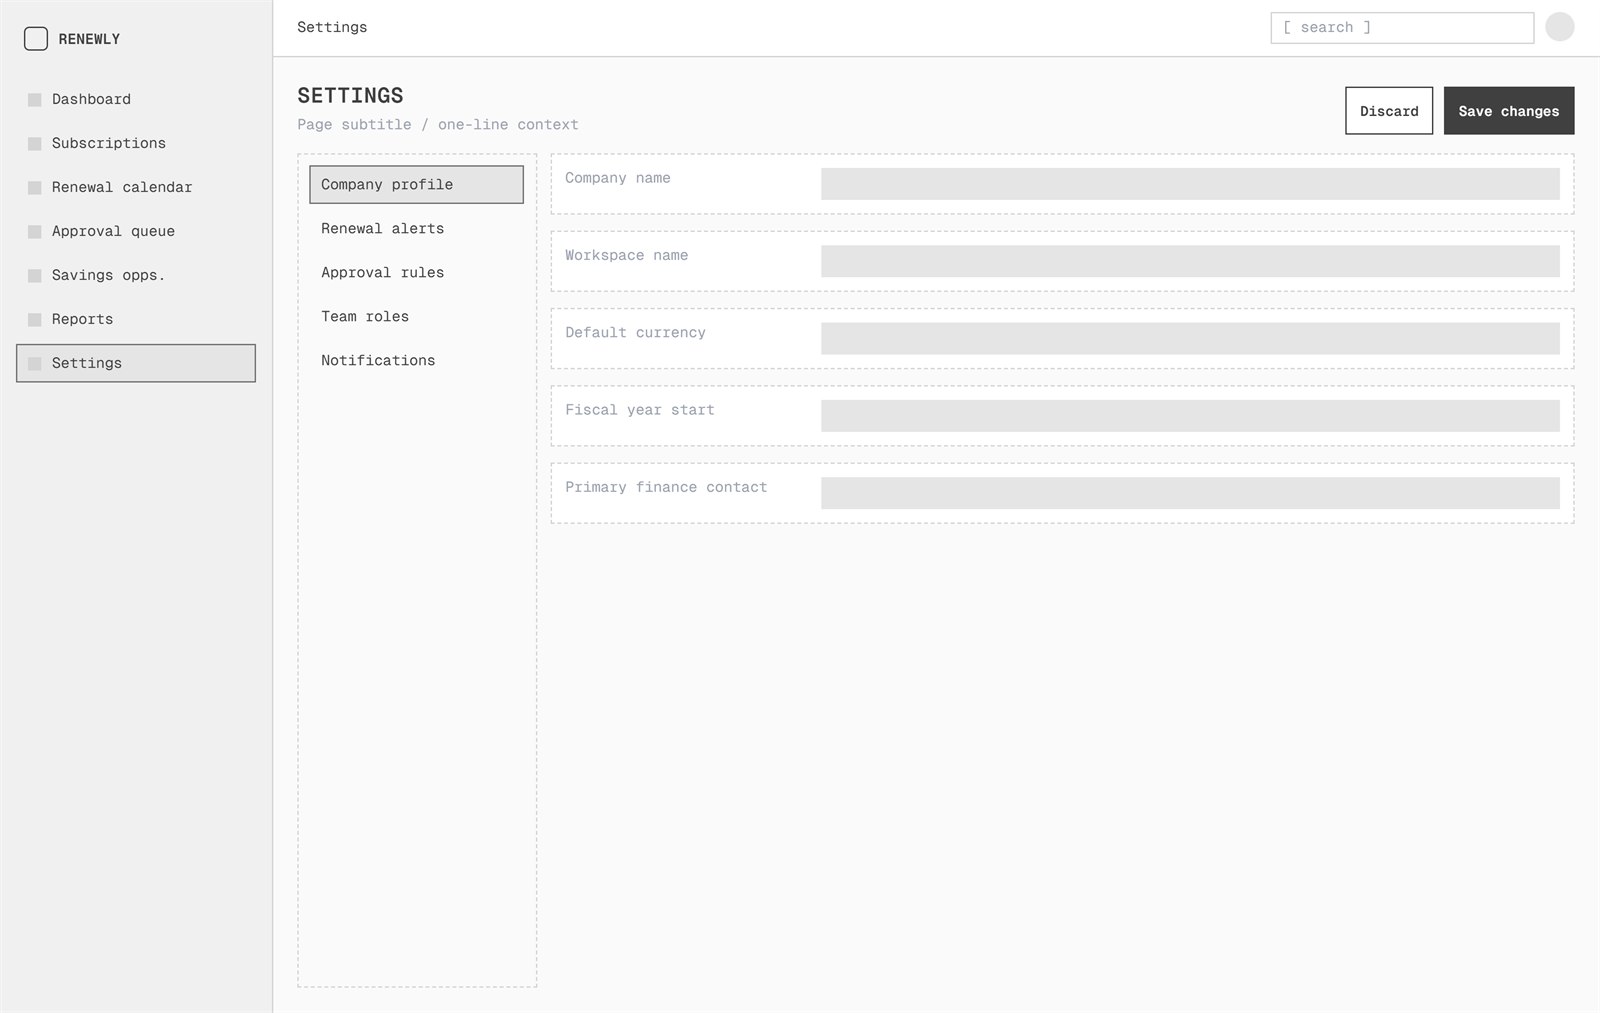 RENEWLY
Dashboard
Subscriptions
Renewal calendar
Approval queue
Savings opps.
Reports
Settings
Settings
[ search ]
SETTINGS
Page subtitle / one-line context
Discard
Save changes
Company profile
Renewal alerts
Approval rules
Team roles
Notifications
Company name
Workspace name
Default currency
Fiscal year start
Primary finance contact